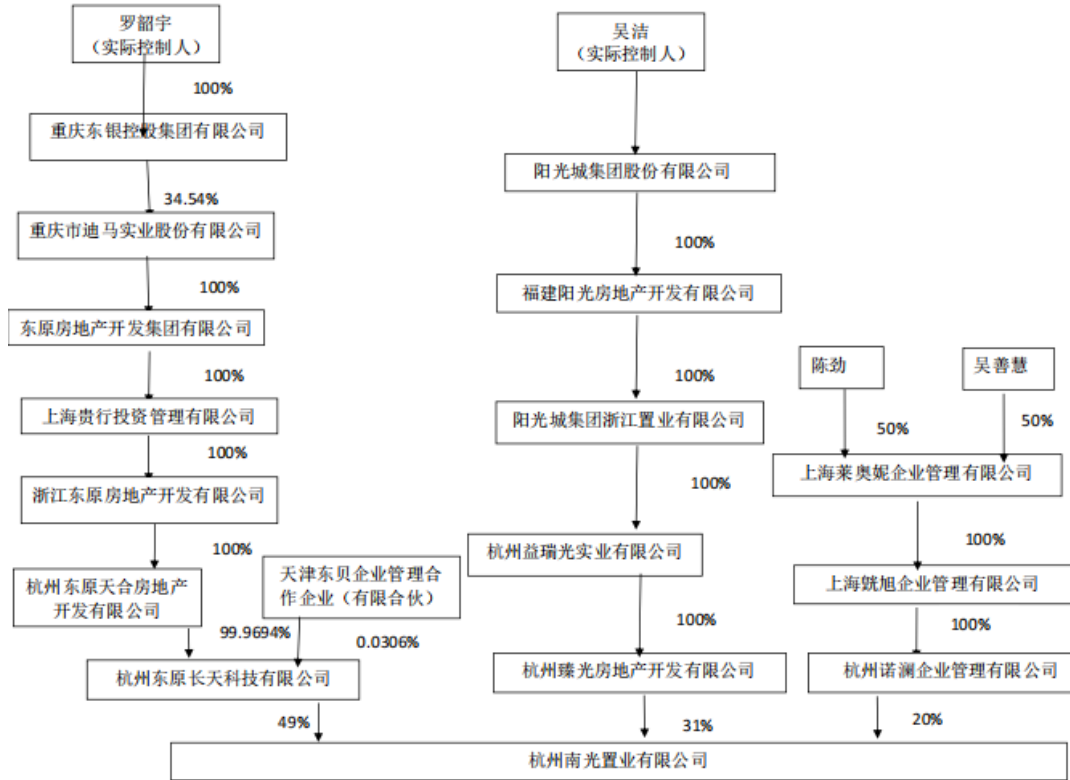 罗韶宇
（实际控制人）
100%
重庆东银控股集团有限公司
34.54%
重庆市迪马实业股份有限公司
100%
东原房地产开发集团有限公司
100%
上海贵行投资管理有限公司
100%
浙江东原房地产开发有限公司
100%
杭州东原天合房地产
开发有限公司
99.9694%
天津东贝企业管理合
作企业（有限合伙）
0.0306%
杭州东原长天科技有限公司
49%
吴洁
（实际控制人）
阳光城集团股份有限公司
100%
福建阳光房地产开发有限公司
100%
阳光城集团浙江置业有限公司
100%
杭州益瑞光实业有限公司
100%
杭州臻光房地产开发有限公司
31%
陈劲
吴善慧
50%
50%
上海莱奥妮企业管理有限公司
100%
上海兟旭企业管理有限公司
100%
杭州诺澜企业管理有限公司
20%
杭州南光置业有限公司